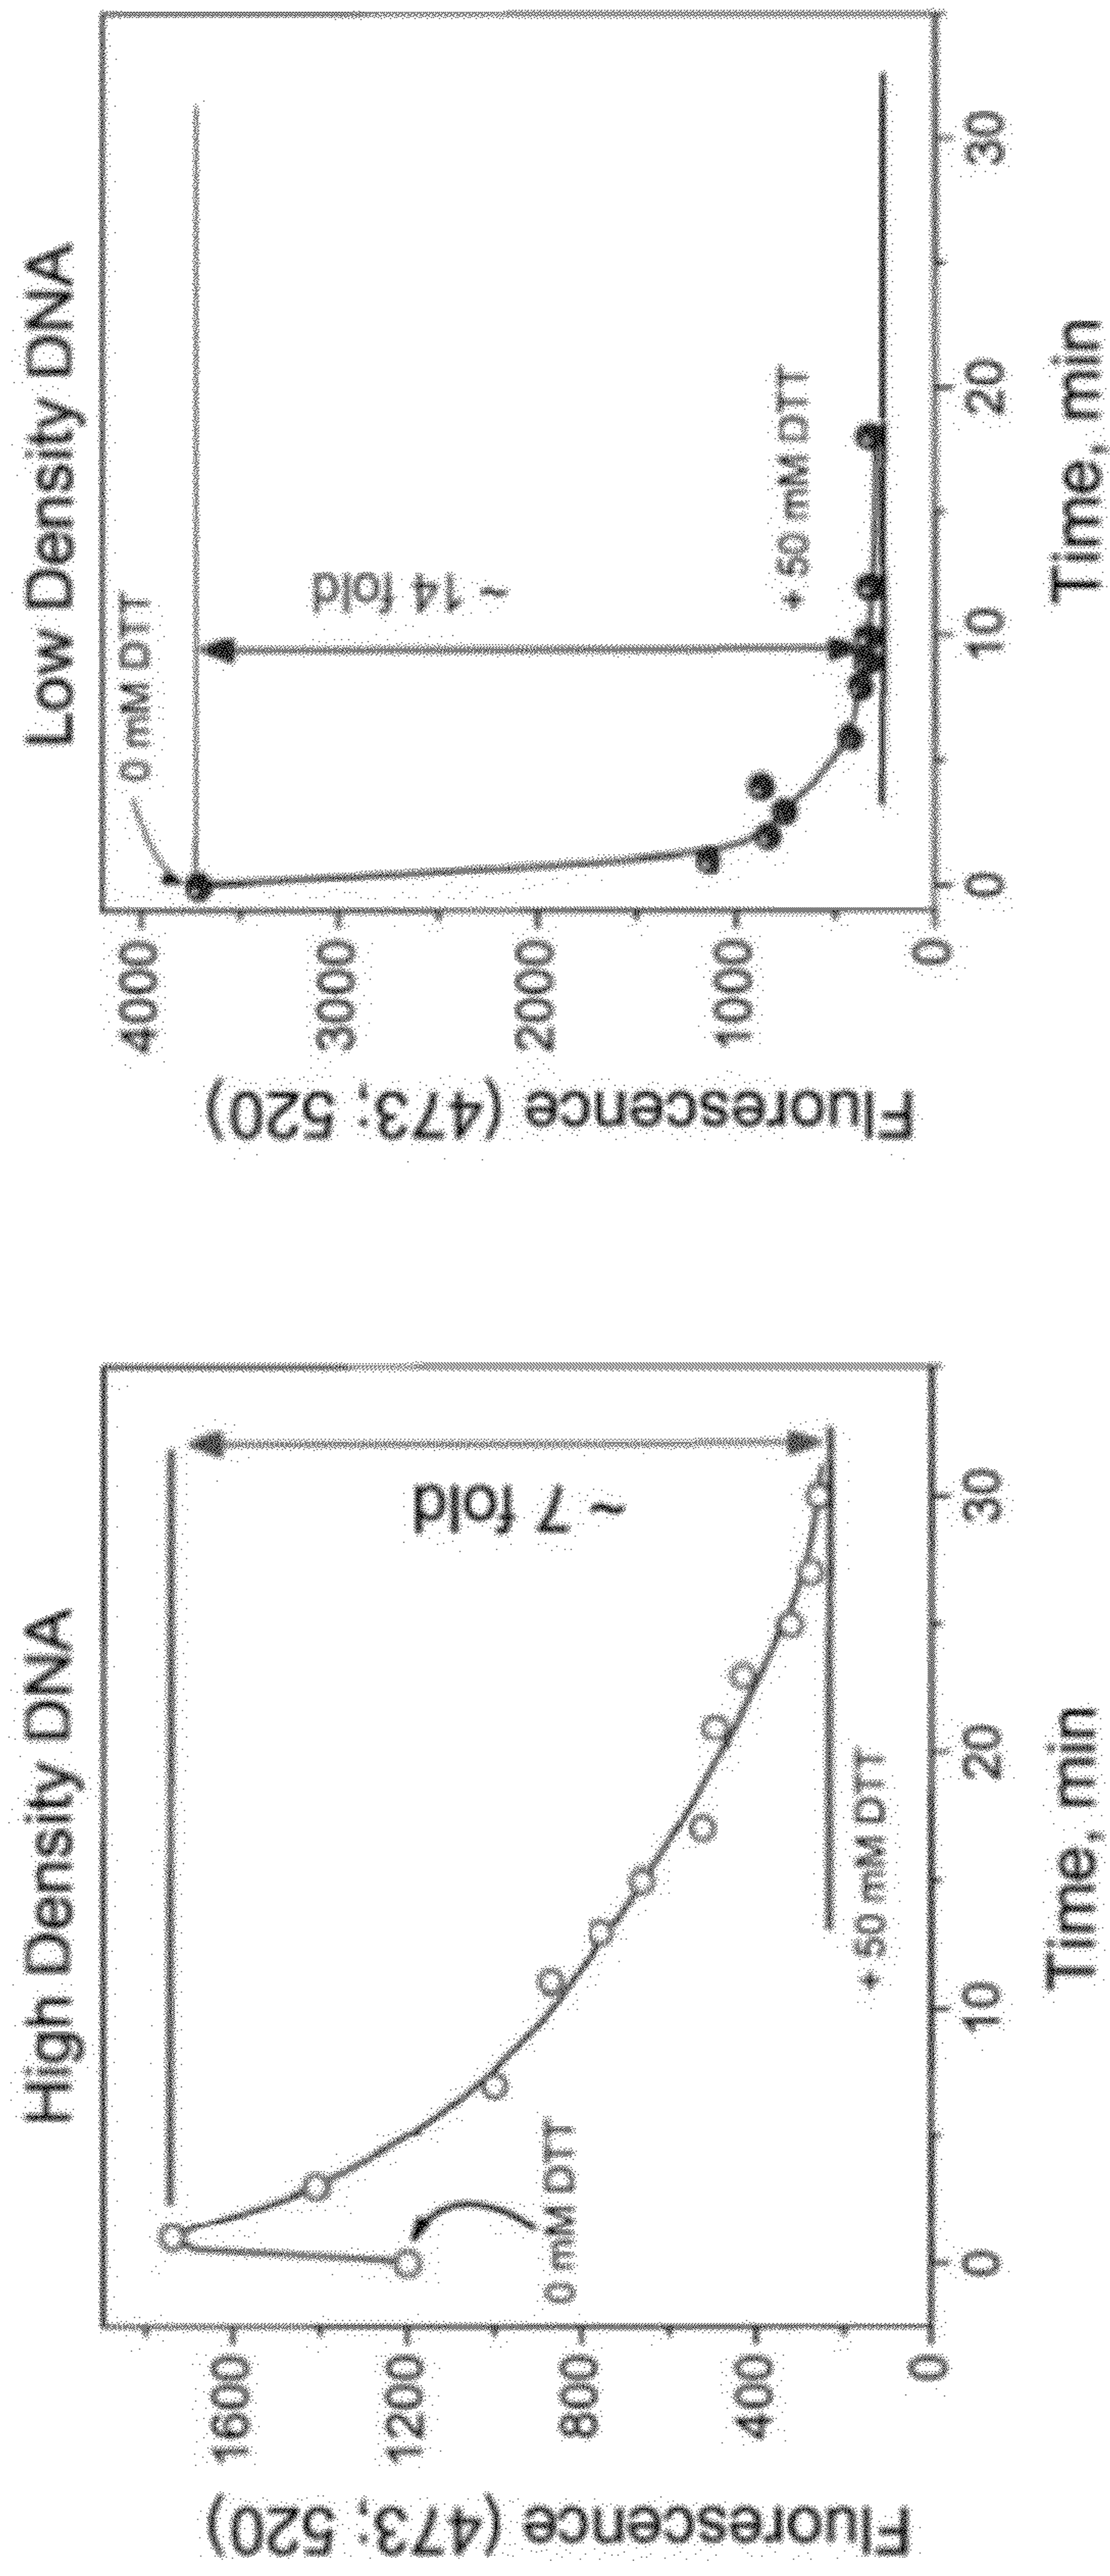 High Density DNA
Fluorescence (473; 520)
1600
1200
800
400
0
0 mM DTT
~ 7 fold
+ 50 mM DTT
0
10
20
30
Time, min
Low Density DNA
Fluorescence (473; 520)
4000
3000
2000
1000
0
0 mM DTT
~ 14 fold
+ 50 mM DTT
0
10
20
30
Time, min